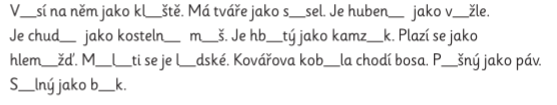 V__sí na něm jako kl__ště. Má tváře jako s__sel. Je huben__ jako v__žle.
Je chud__ jako kosteln__ m__š. Je hb__tý jako kamz__k. Plazí se jako
hlem__žď. M__l__ti se je l__dské. Kovářova kob__la chodí bosa. P__šný jako páv.
S__lný jako b__k.